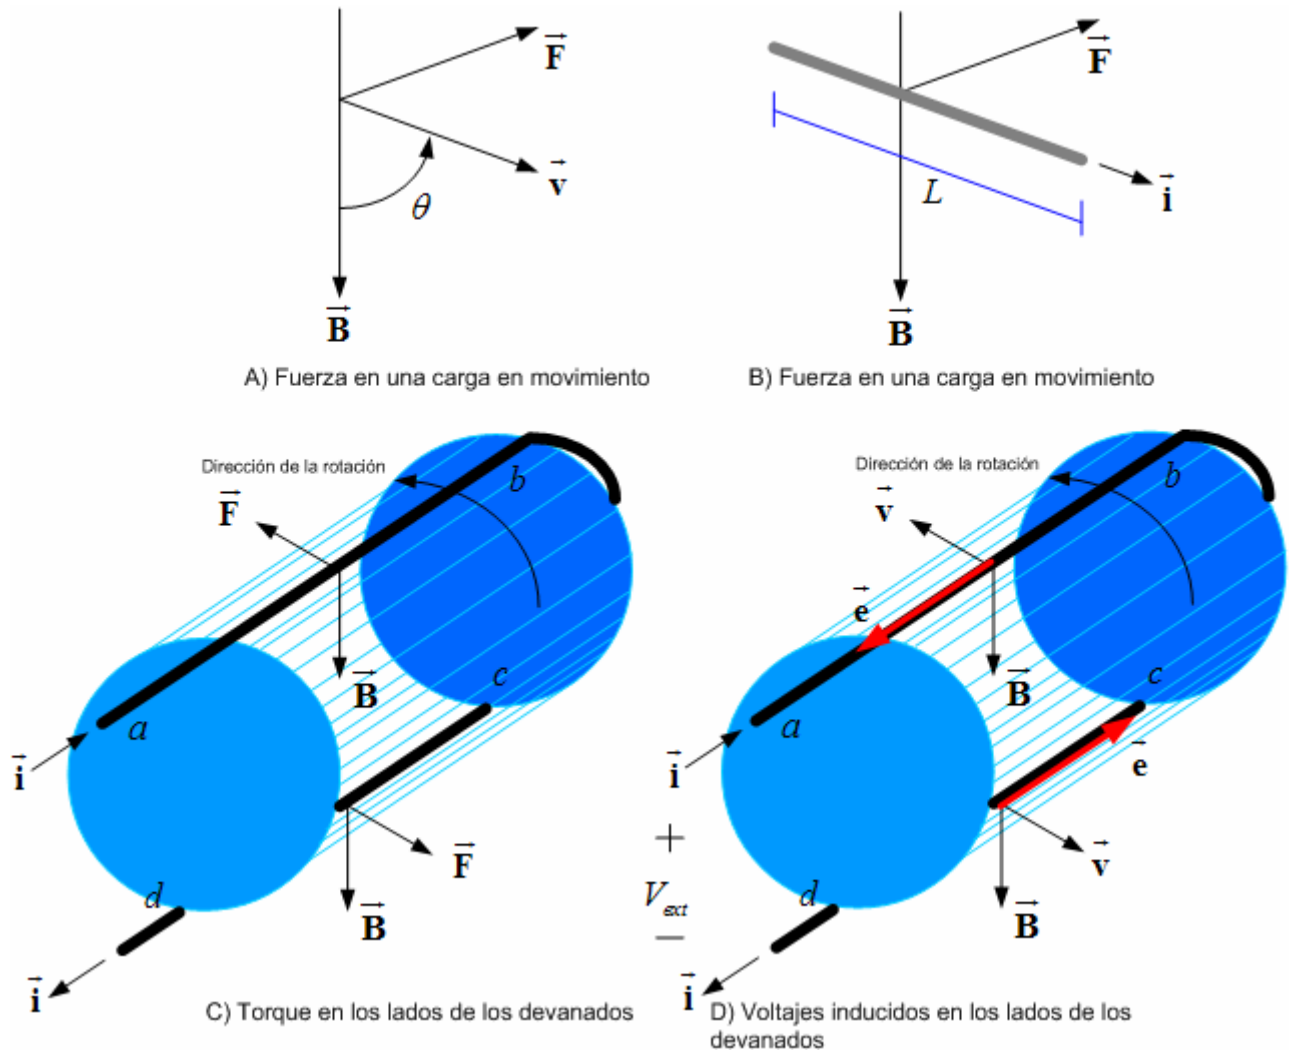 F
v
θ
B
A) Fuerza en una carga en movimiento
F
L
i
B
B) Fuerza en una carga en movimiento
Dirección de la rotación
F
b
B
c
a
i
F
d
B
i
C) Torque en los lados de los devanados
Dirección de la rotación
v
b
e
B
c
a
e
i
+
V_ext
−
v
d
B
i
D) Voltajes inducidos en los lados de los
devanados